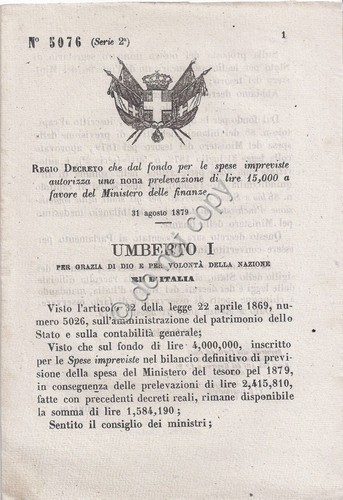 N° 5076 (Serie 2ª)
1
REGIO DECRETO che dal fondo per le spese impreviste
autorizza una nona prelevazione di lire 15,000 a
favore del Ministero delle finanze.
31 agosto 1879
UMBERTO I
PER GRAZIA DI DIO E PER VOLONTÀ DELLA NAZIONE
RE D'ITALIA
Visto l'articolo 32 della legge 22 aprile 1869, nu-
mero 5026, sull'amministrazione del patrimonio dello
Stato e sulla contabilità generale;
Visto che sul fondo di lire 4,000,000, inscritto
per le Spese impreviste nel bilancio definitivo di previ-
sione della spesa del Ministero del tesoro pel 1879,
in conseguenza delle prelevazioni di lire 2,415,810,
fatte con precedenti decreti reali, rimane disponibile
la somma di lire 1,584,190;
Sentito il consiglio dei ministri;